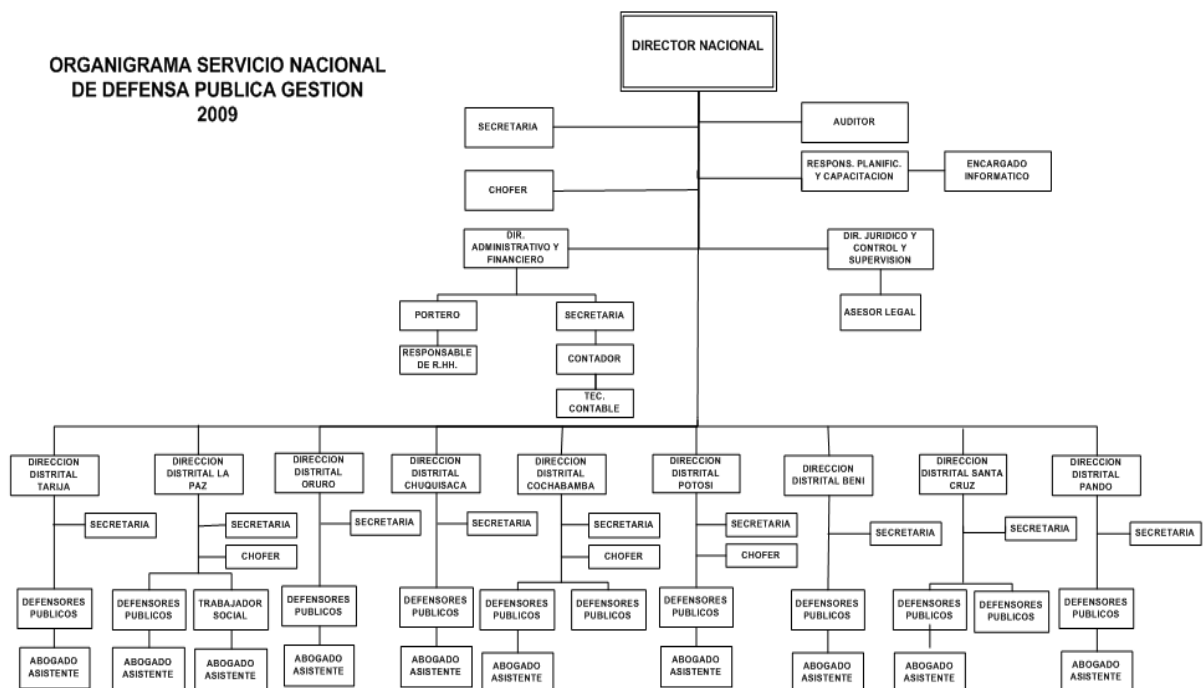 ORGANIGRAMA SERVICIO NACIONAL
DE DEFENSA PUBLICA GESTION
2009
DIRECTOR NACIONAL
SECRETARIA
AUDITOR
CHOFER
RESPONS. PLANIFIC.
Y CAPACITACION
ENCARGADO
INFORMATICO
DIR.
ADMINISTRATIVO Y
FINANCIERO
DIR. JURIDICO Y
CONTROL Y
SUPERVISION
PORTERO
SECRETARIA
ASESOR LEGAL
RESPONSABLE
DE R.HH.
CONTADOR
TEC.
CONTABLE
DIRECCION
DISTRITAL
TARIJA
DIRECCION
DISTRITAL LA
PAZ
DIRECCION
DISTRITAL
ORURO
DIRECCION
DISTRITAL
CHUQUISACA
DIRECCION
DISTRITAL
COCHABAMBA
DIRECCION
DISTRITAL
POTOSI
DIRECCION
DISTRITAL BENI
DIRECCION
DISTRITAL SANTA
CRUZ
DIRECCION
DISTRITAL
PANDO
SECRETARIA
SECRETARIA
SECRETARIA
SECRETARIA
SECRETARIA
SECRETARIA
SECRETARIA
SECRETARIA
SECRETARIA
CHOFER
CHOFER
CHOFER
DEFENSORES
PUBLICOS
DEFENSORES
PUBLICOS
TRABAJADOR
SOCIAL
DEFENSORES
PUBLICOS
DEFENSORES
PUBLICOS
DEFENSORES
PUBLICOS
DEFENSORES
PUBLICOS
DEFENSORES
PUBLICOS
DEFENSORES
PUBLICOS
DEFENSORES
PUBLICOS
DEFENSORES
PUBLICOS
DEFENSORES
PUBLICOS
ABOGADO
ASISTENTE
ABOGADO
ASISTENTE
ABOGADO
ASISTENTE
ABOGADO
ASISTENTE
ABOGADO
ASISTENTE
ABOGADO
ASISTENTE
ABOGADO
ASISTENTE
ABOGADO
ASISTENTE
ABOGADO
ASISTENTE
ABOGADO
ASISTENTE